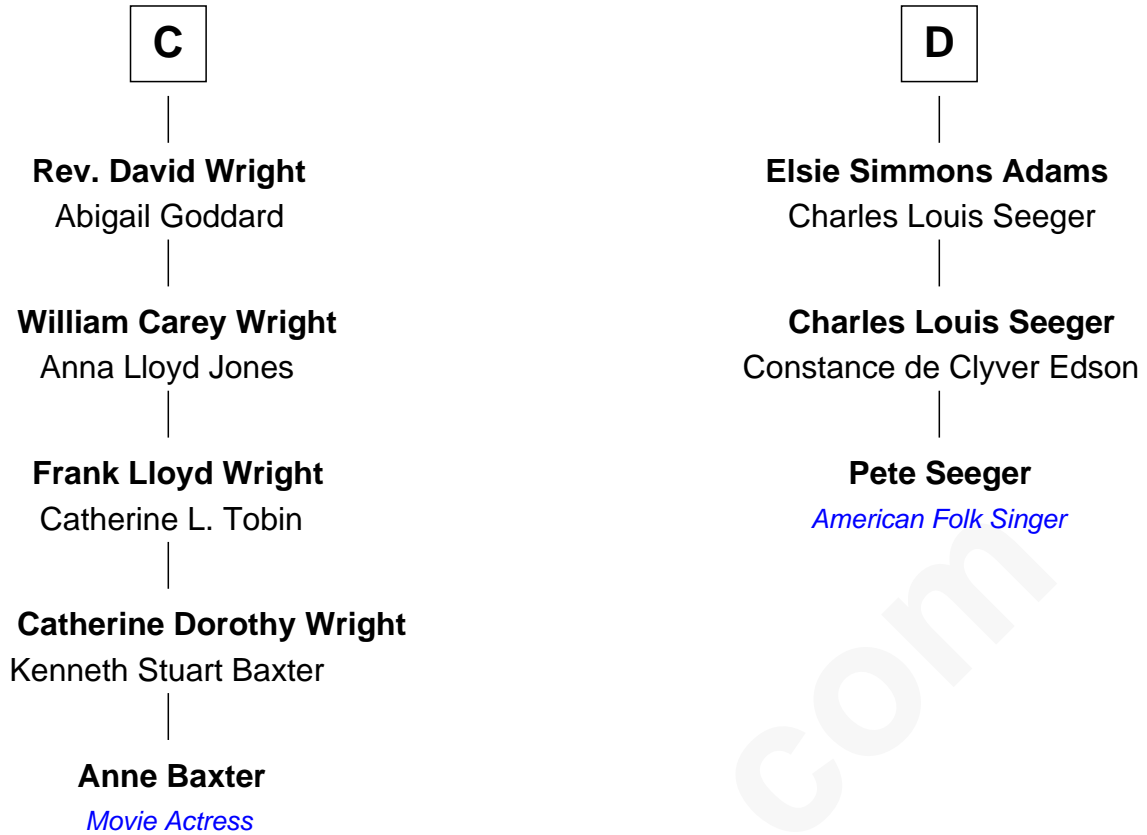 C
Rev. David Wright
Abigail Goddard
William Carey Wright
Anna Lloyd Jones
Frank Lloyd Wright
Catherine L. Tobin
Catherine Dorothy Wright
Kenneth Stuart Baxter
Anne Baxter
Movie Actress
D
Elsie Simmons Adams
Charles Louis Seeger
Charles Louis Seeger
Constance de Clyver Edson
Pete Seeger
American Folk Singer
com